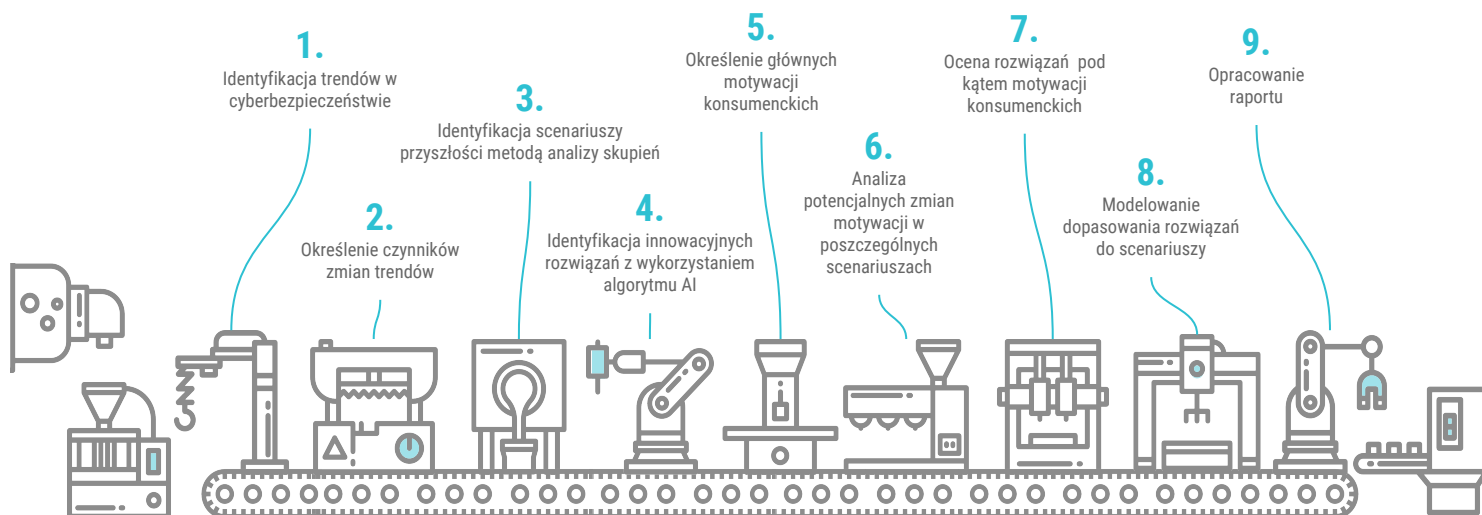 1.
Identyfikacja trendów w
cyberbezpieczeństwie
2.
Określenie czynników
zmian trendów
3.
Identyfikacja scenariuszy
przyszłości metodą analizy skupień
4.
Identyfikacja innowacyjnych
rozwiązań z wykorzystaniem
algorytmu AI
5.
Określenie głównych
motywacji
konsumenckich
6.
Analiza
potencjalnych zmian
motywacji w
poszczególnych
scenariuszach
7.
Ocena rozwiązań pod
kątem motywacji
konsumenckich
8.
Modelowanie
dopasowania rozwiązań
do scenariuszy
9.
Opracowanie
raportu